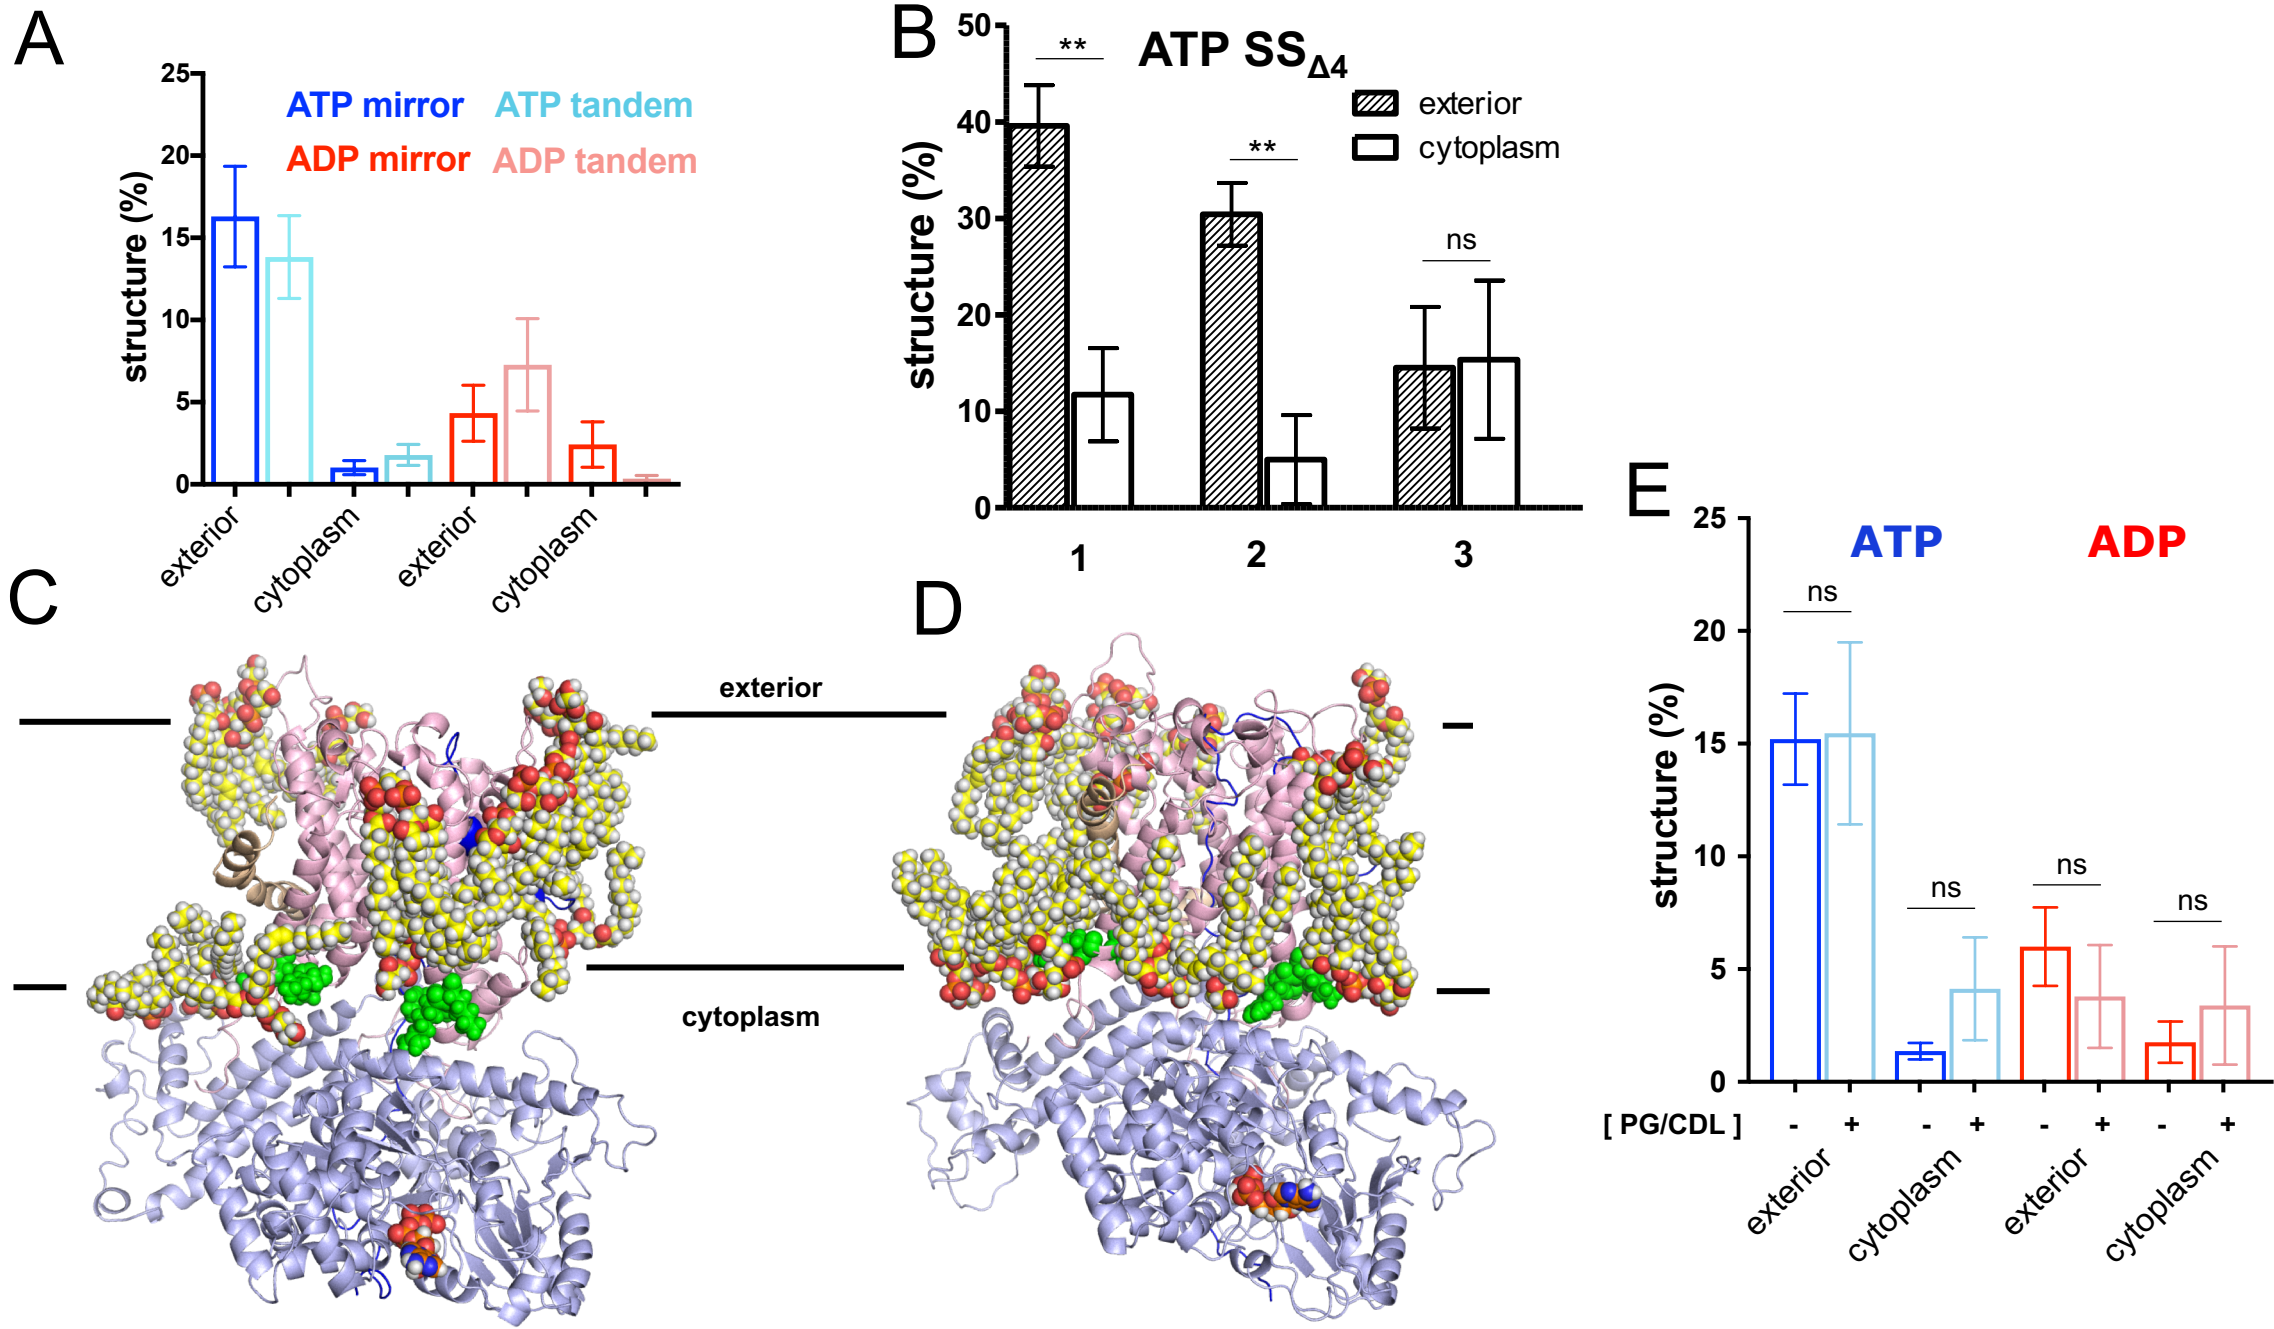 A
25
20
15
10
5
0
structure (%)
ATP mirror ATP tandem
ADP mirror ADP tandem
exterior
cytoplasm
exterior
cytoplasm
B
50
40
30
20
10
0
structure (%)
ATP SSΔ4
exterior
cytoplasm
**
**
ns
1 2 3
C
D
exterior
cytoplasm
E
25
20
15
10
5
0
structure (%)
ATP ADP
ns
ns
ns
ns
[ PG/CDL ] - + - + - + - +
exterior
cytoplasm
exterior
cytoplasm